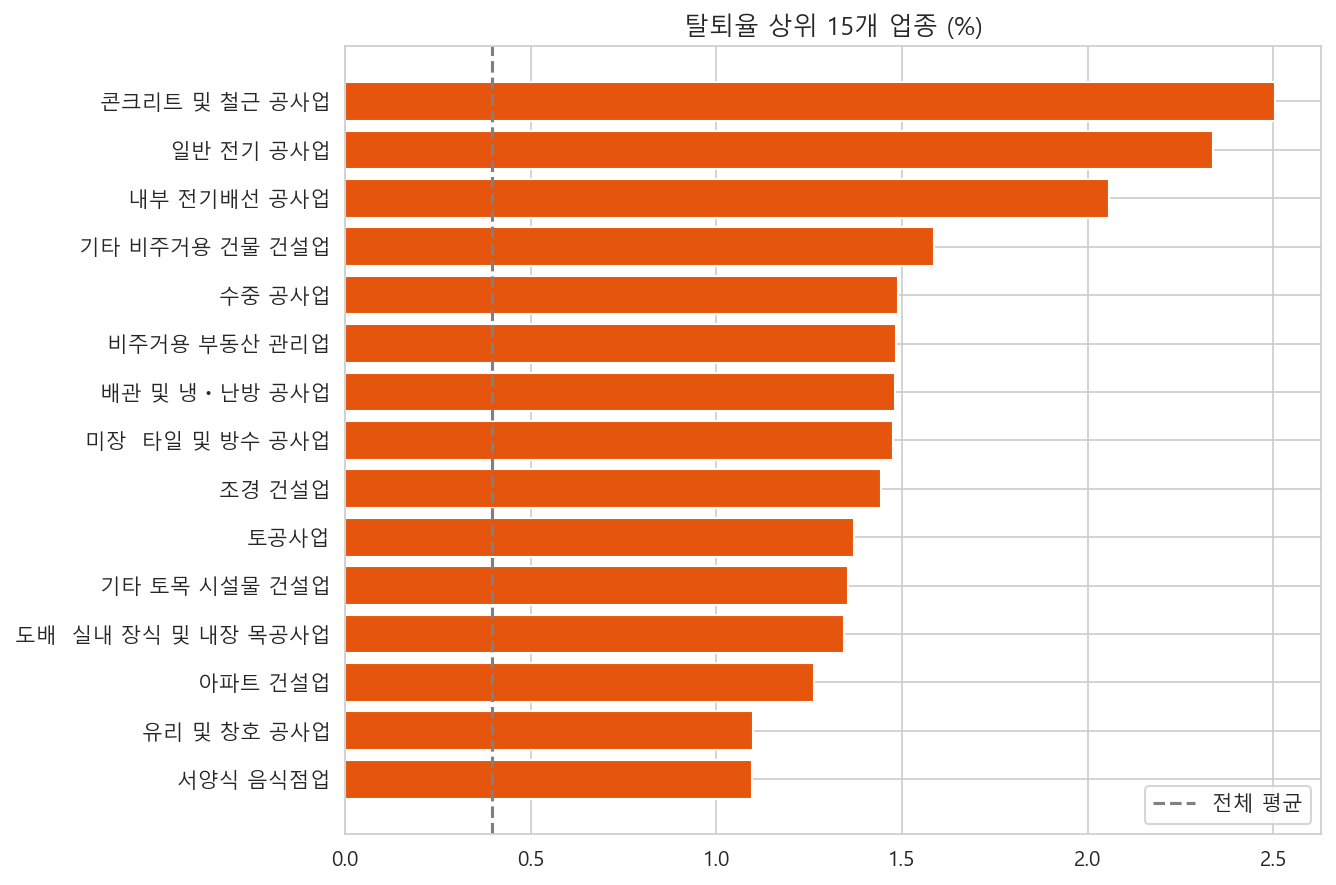 탈퇴율 상위 15개 업종 (%)
콘크리트 및 철근 공사업
일반 전기 공사업
내부 전기배선 공사업
기타 비주거용 건물 건설업
수중 공사업
비주거용 부동산 관리업
배관 및 냉・난방 공사업
미장  타일 및 방수 공사업
조경 건설업
토공사업
기타 토목 시설물 건설업
도배  실내 장식 및 내장 목공사업
아파트 건설업
유리 및 창호 공사업
서양식 음식점업
전체 평균
0.0 0.5 1.0 1.5 2.0 2.5